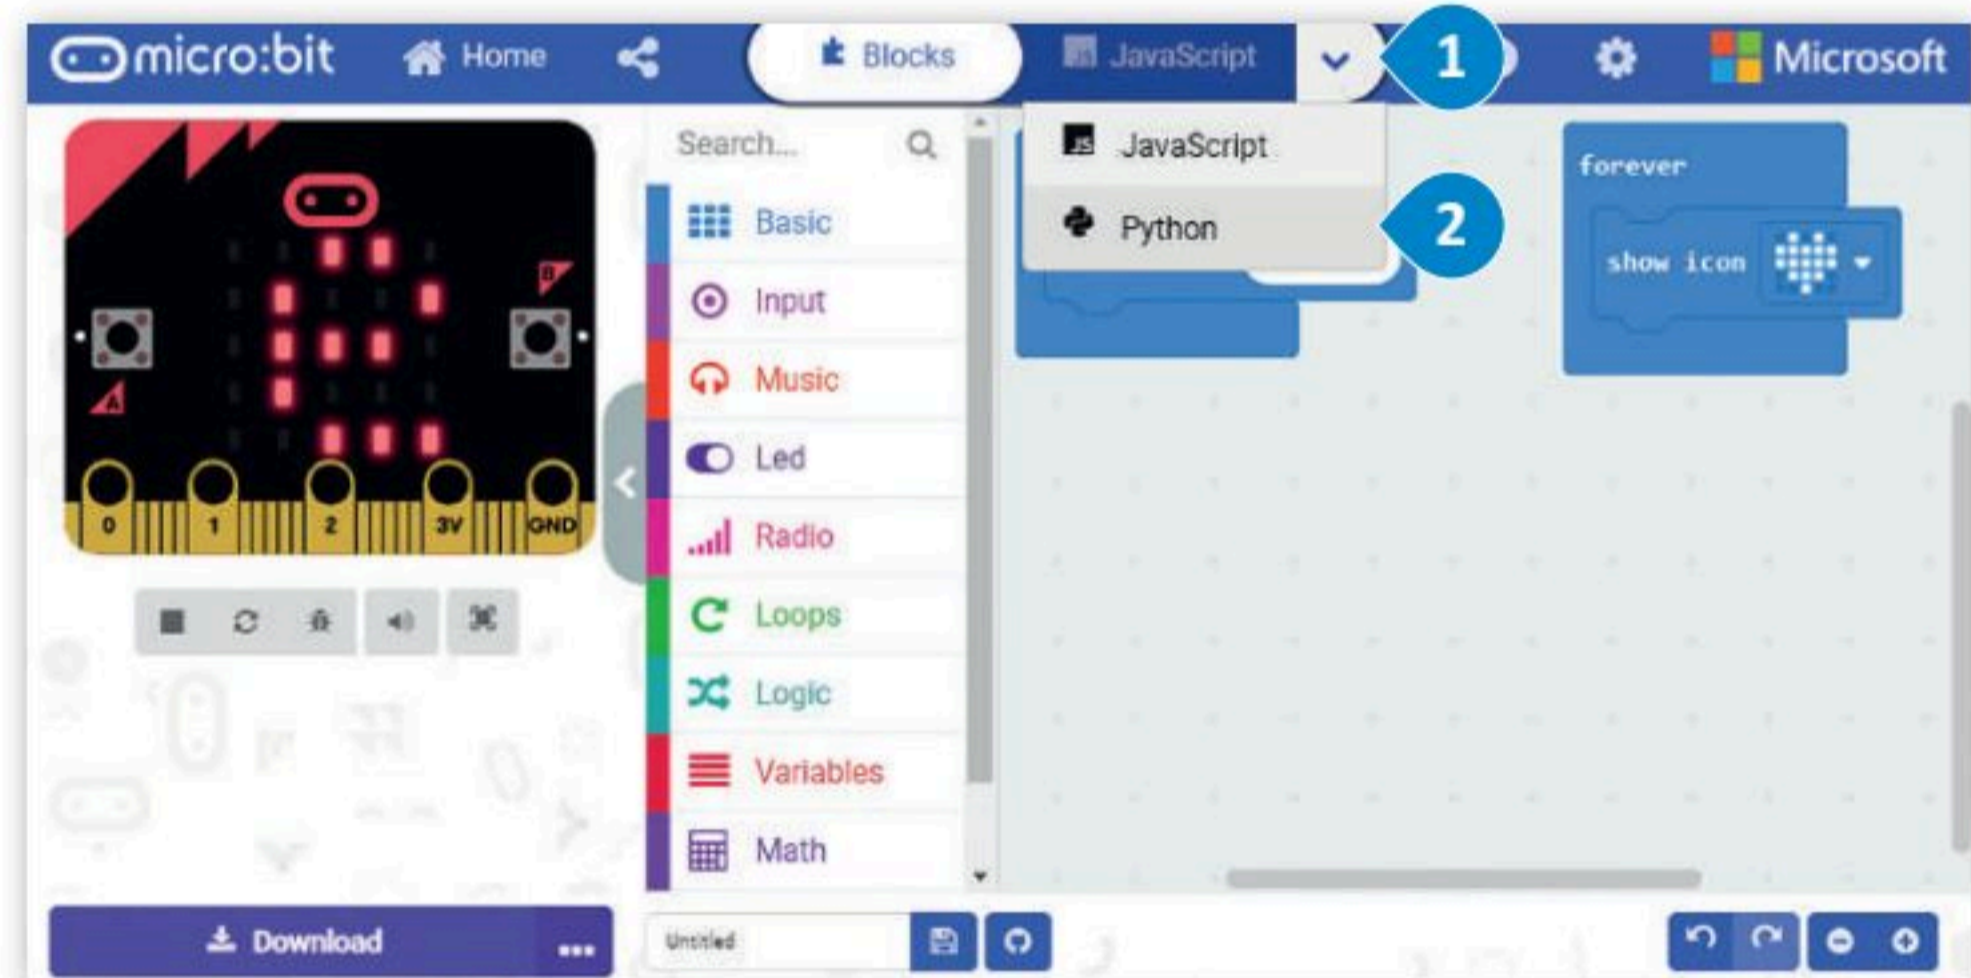 micro:bit
Home
Blocks
JavaScript
1
Microsoft
JavaScript
Python
2
Search...
Basic
Input
Music
Led
Radio
Loops
Logic
Variables
Math
forever
show icon
A
B
0
1
2
3V
GND
Download
...
Untitled